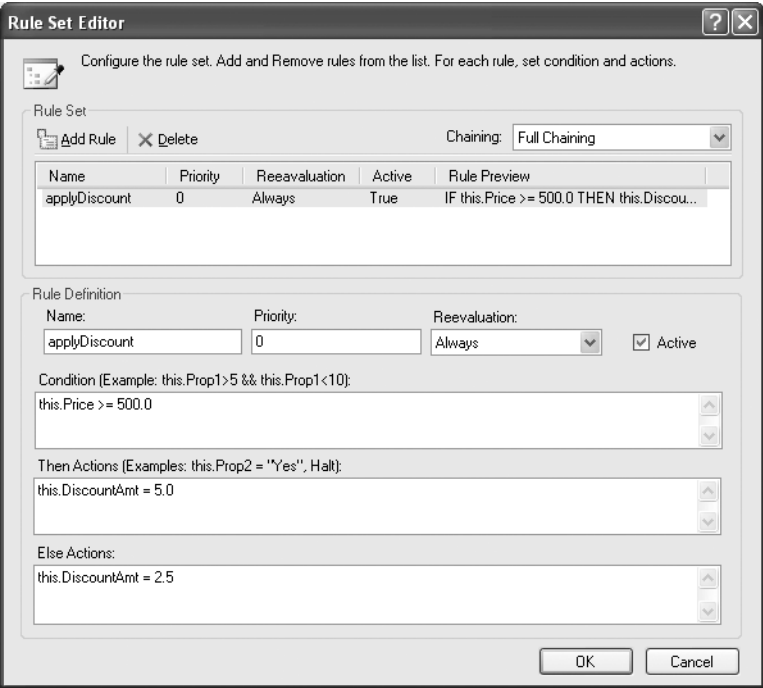 Rule Set Editor
Configure the rule set. Add and Remove rules from the list. For each rule, set condition and actions.
Rule Set
Add Rule Delete Chaining: Full Chaining
Name Priority Reeavaluation Active Rule Preview
applyDiscount 0 Always True IF this.Price >= 500.0 THEN this.Discou...
Rule Definition
Name: Priority: Reevaluation:
applyDiscount 0 Always Active
Condition (Example: this.Prop1>5 && this.Prop1<10):
this.Price >= 500.0
Then Actions (Examples: this.Prop2 = "Yes", Halt):
this.DiscountAmt = 5.0
Else Actions:
this.DiscountAmt = 2.5
OK Cancel